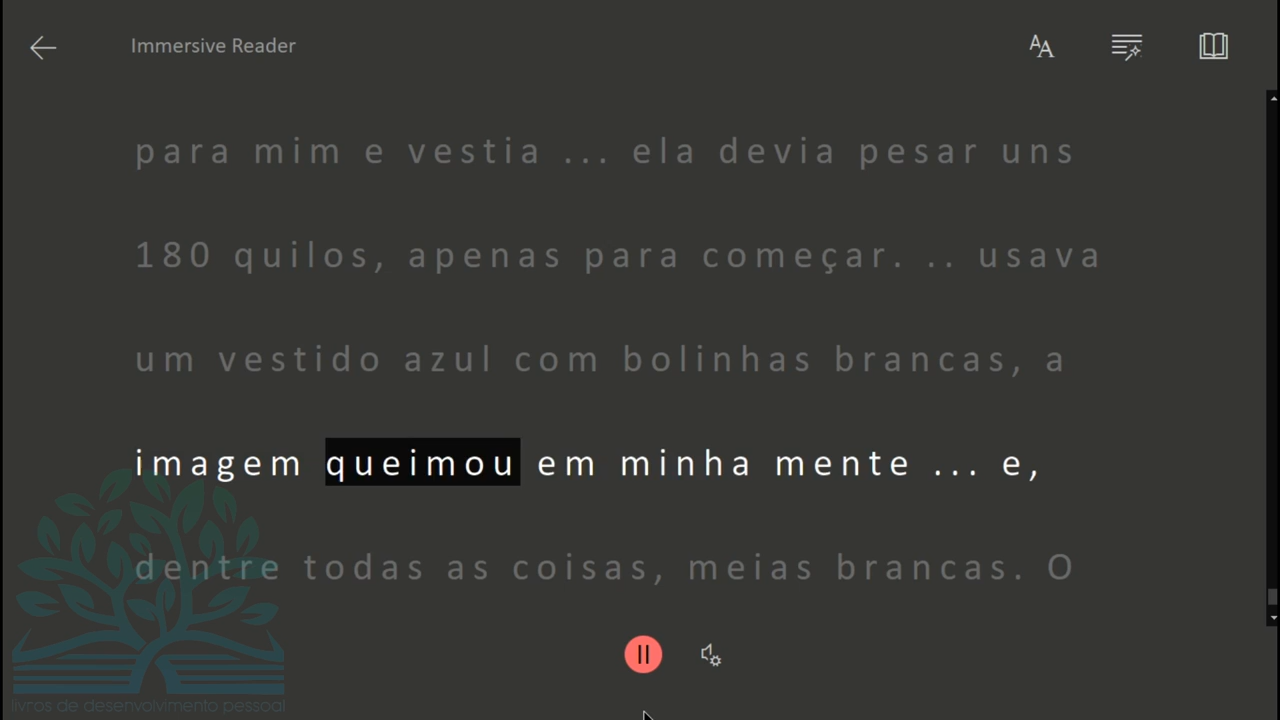 Immersive Reader
para mim e vestia ... ela devia pesar uns
180 quilos, apenas para começar. .. usava
um vestido azul com bolinhas brancas, a
imagem queimou em minha mente ... e,
dentre todas as coisas, meias brancas. O
livros de desenvolvimento pessoal